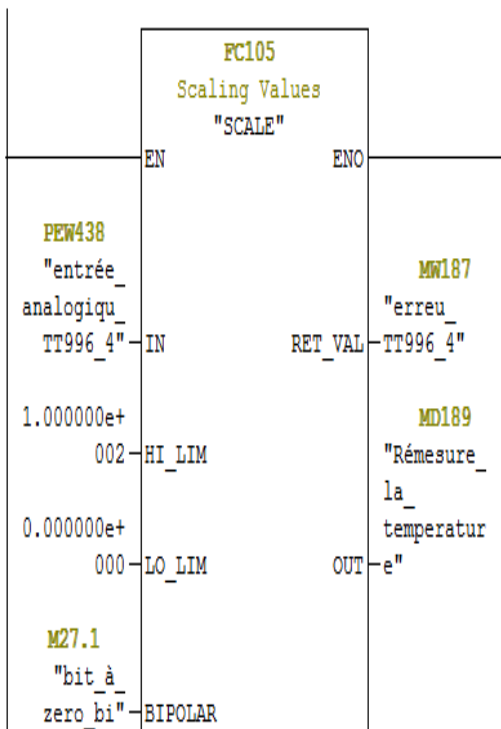 FC105
Scaling Values
"SCALE"
EN ENO
PEW438
"entrée_
analogiqu_
TT996_4" IN
MW187
"erreu_
RET_VAL TT996_4"
1.000000e+
002 HI_LIM
MD189
"Rémesure_
la_
temperatur
OUT e"
0.000000e+
000 LO_LIM
M27.1
"bit_à_
zero_bi" BIPOLAR